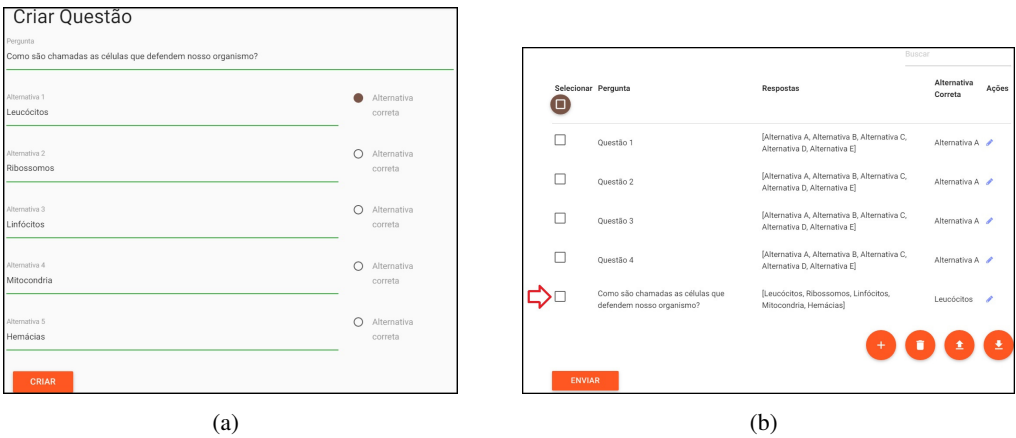 Criar Questão
Pergunta
Como são chamadas as células que defendem nosso organismo?
Alternativa 1
Leucócitos
Alternativa
correta
Alternativa 2
Ribossomos
Alternativa
correta
Alternativa 3
Linfócitos
Alternativa
correta
Alternativa 4
Mitocondria
Alternativa
correta
Alternativa 5
Hemácias
Alternativa
correta
CRIAR
(a)
Buscar
Selecionar Pergunta Respostas Alternativa Correta Ações
Questão 1 [Alternativa A, Alternativa B, Alternativa C, Alternativa A
Alternativa D, Alternativa E]
Questão 2 [Alternativa A, Alternativa B, Alternativa C, Alternativa A
Alternativa D, Alternativa E]
Questão 3 [Alternativa A, Alternativa B, Alternativa C, Alternativa A
Alternativa D, Alternativa E]
Questão 4 [Alternativa A, Alternativa B, Alternativa C, Alternativa A
Alternativa D, Alternativa E]
Como são chamadas as células que [Leucócitos, Ribossomos, Linfócitos, Leucócitos
defendem nosso organismo? Mitocondria, Hemácias]
ENVIAR
(b)